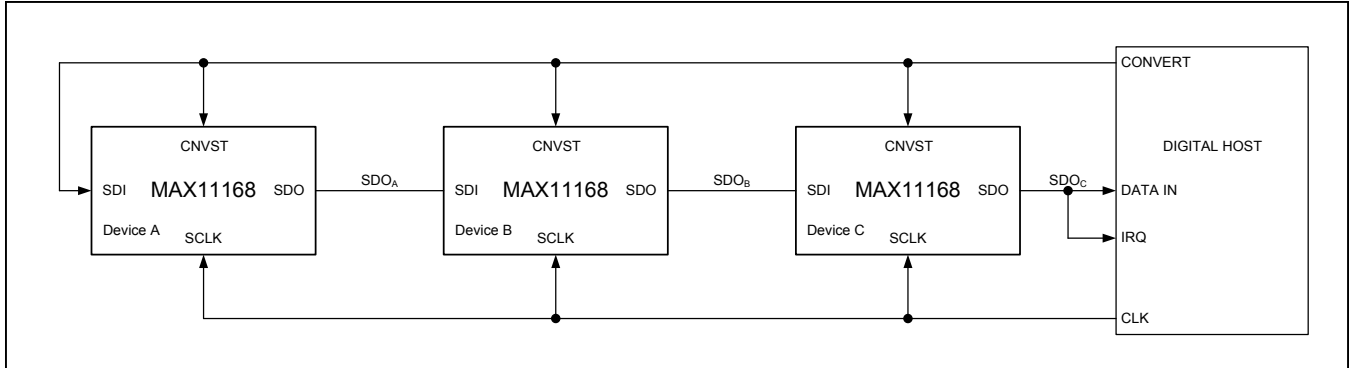 CONVERT
CNVST
CNVST
CNVST
DIGITAL HOST
SDI MAX11168 SDO
SDOA
SDI MAX11168 SDO
SDOB
SDI MAX11168 SDO
SDOC
DATA IN
Device A
SCLK
Device B
SCLK
Device C
SCLK
IRQ
CLK